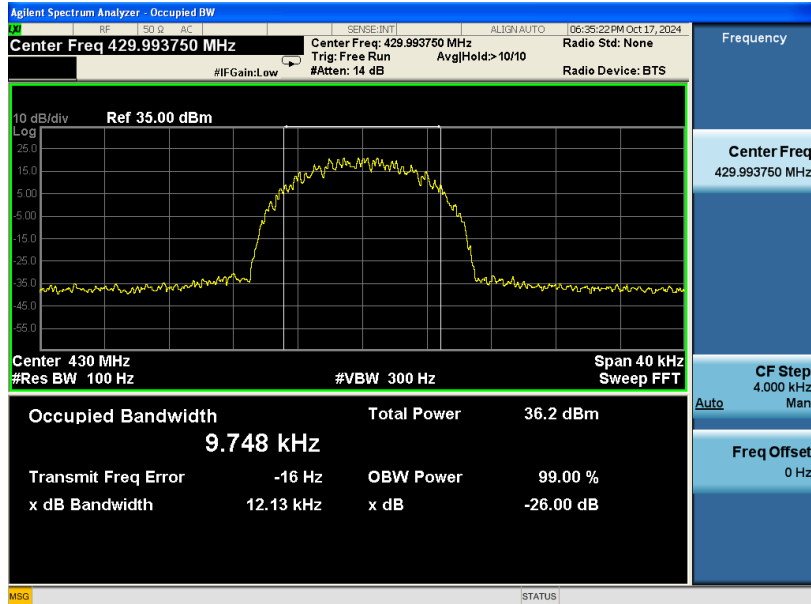 Agilent Spectrum Analyzer - Occupied BW
LXI RF 50 Ω AC SENSE:INT ALIGN AUTO 06:35:22 PM Oct 17, 2024
Center Freq 429.993750 MHz
Center Freq: 429.993750 MHz Radio Std: None
Trig: Free Run Avg|Hold:>10/10
#IFGain:Low #Atten: 14 dB Radio Device: BTS
10 dB/div Ref 35.00 dBm
Log
25.0
15.0
5.00
-5.00
-15.0
-25.0
-35.0
-45.0
-55.0
Center 430 MHz Span 40 kHz
#Res BW 100 Hz #VBW 300 Hz Sweep FFT
Occupied Bandwidth Total Power 36.2 dBm
9.748 kHz
Transmit Freq Error -16 Hz OBW Power 99.00 %
x dB Bandwidth 12.13 kHz x dB -26.00 dB
Frequency
Center Freq
429.993750 MHz
CF Step
4.000 kHz
Auto Man
Freq Offset
0 Hz
MSG STATUS